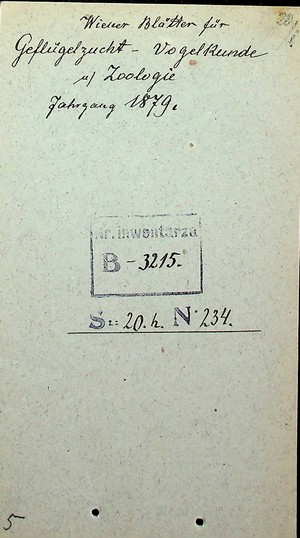 Wiener Blätter für
Geflügelzucht - Vogelkunde
u/ Zoologie
Jahrgang 1879.
Nr. inwentarza
B - 3215.
S = 20. h. N 234.
5